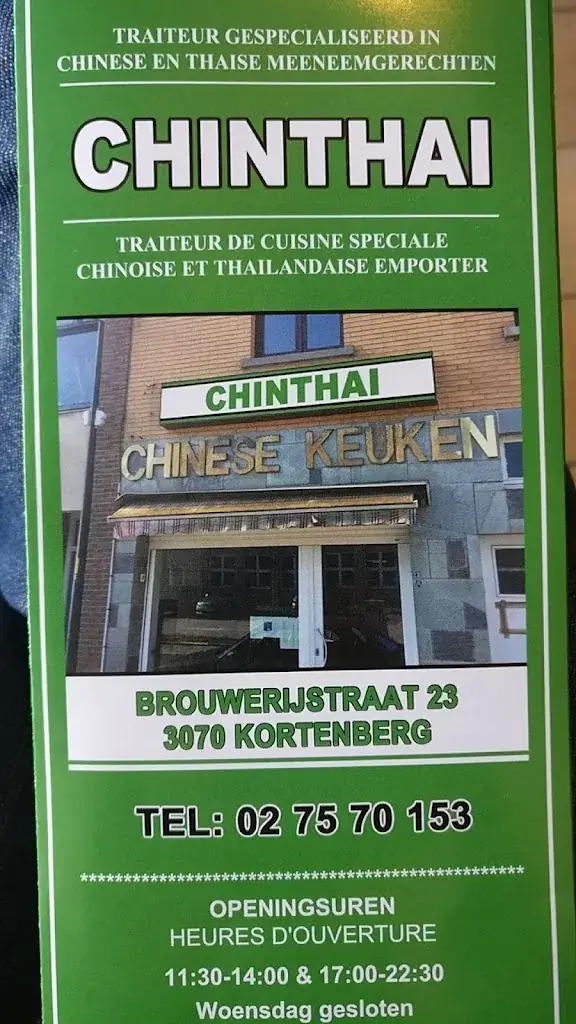 TRAITEUR GESPECIALISEERD IN
CHINESE EN THAISE MEENEEMGERECHTEN
CHINTHAI
TRAITEUR DE CUISINE SPECIALE
CHINOISE ET THAILANDAISE EMPORTER
CHINTHAI
CHINESE KEUKEN
BROUWERIJSTRAAT 23
3070 KORTENBERG
TEL: 02 75 70 153
************************************************************
OPENINGSUREN
HEURES D'OUVERTURE
11:30-14:00 & 17:00-22:30
Woensdag gesloten